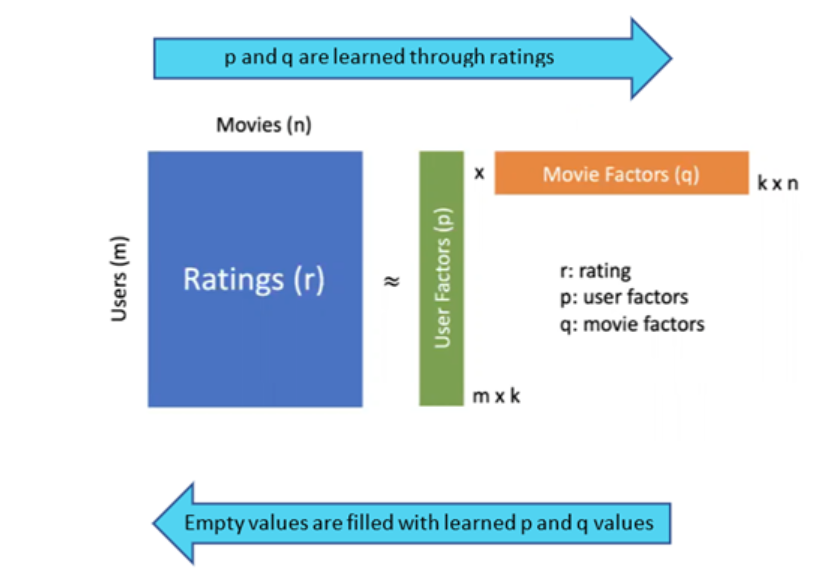 p and q are learned through ratings
Movies (n)
Users (m)
Ratings (r)
≈
User Factors (p)
x
Movie Factors (q)
k x n
r: rating
p: user factors
q: movie factors
m x k
Empty values are filled with learned p and q values